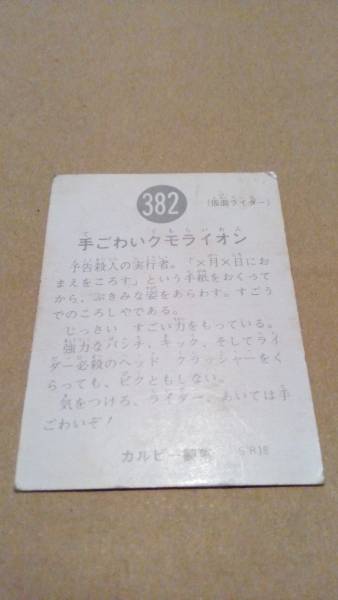 382
(仮面ライダー)
手ごわいクモライオン
予告殺人の実行者。「×月×日に
おまえをころす」という手紙をおくって
から、ぶきみな姿をあらわす。すごう
でのころしやである。
じっさい すごい力をもっている。
強力なパンチ、キック、そしてライ
ダー必殺のヘッド クラッシャーをく
らっても、ビクともしない。
気をつけろ、ライダー、あいては手
ごわいぞ!
カルビー製菓
S R18